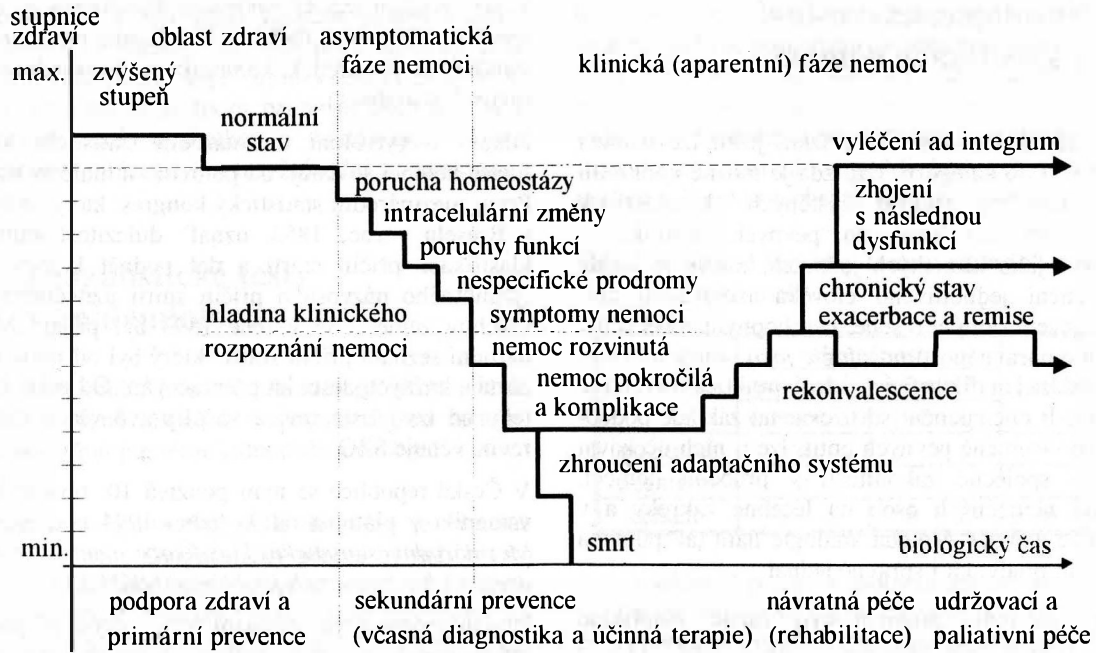 stupnice
zdraví
max.
oblast zdraví
asymptomatická
fáze nemoci
klinická (aparentní) fáze nemoci
zvýšený
stupeň
normální
stav
vyléčení ad integrum
porucha homeostázy
intracelulární změny
poruchy funkcí
nespecifické prodromy
symptomy nemoci
nemoc rozvinutá
nemoc pokročilá
a komplikace
zhojení
s následnou
dysfunkcí
chronický stav
exacerbace a remise
rekonvalescence
hladina klinického
rozpoznání nemoci
zhroucení adaptačního systému
smrt
min.
biologický čas
podpora zdraví a
primární prevence
sekundární prevence
(včasná diagnostika a účinná terapie)
návratná péče
(rehabilitace)
udržovací a
paliativní péče